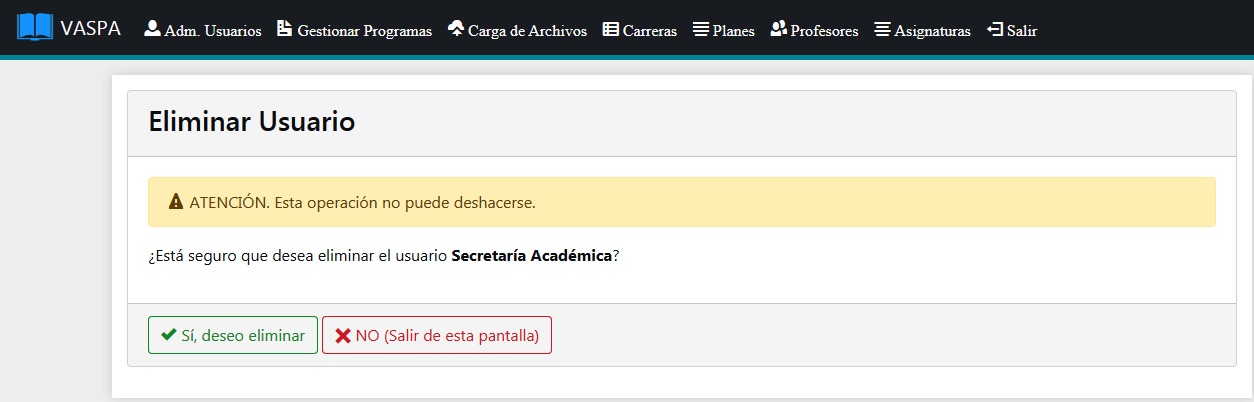 VASPA Adm. Usuarios Gestionar Programas Carga de Archivos Carreras Planes Profesores Asignaturas Salir
Eliminar Usuario
ATENCIÓN. Esta operación no puede deshacerse.
¿Está seguro que desea eliminar el usuario Secretaría Académica?
Sí, deseo eliminar NO (Salir de esta pantalla)